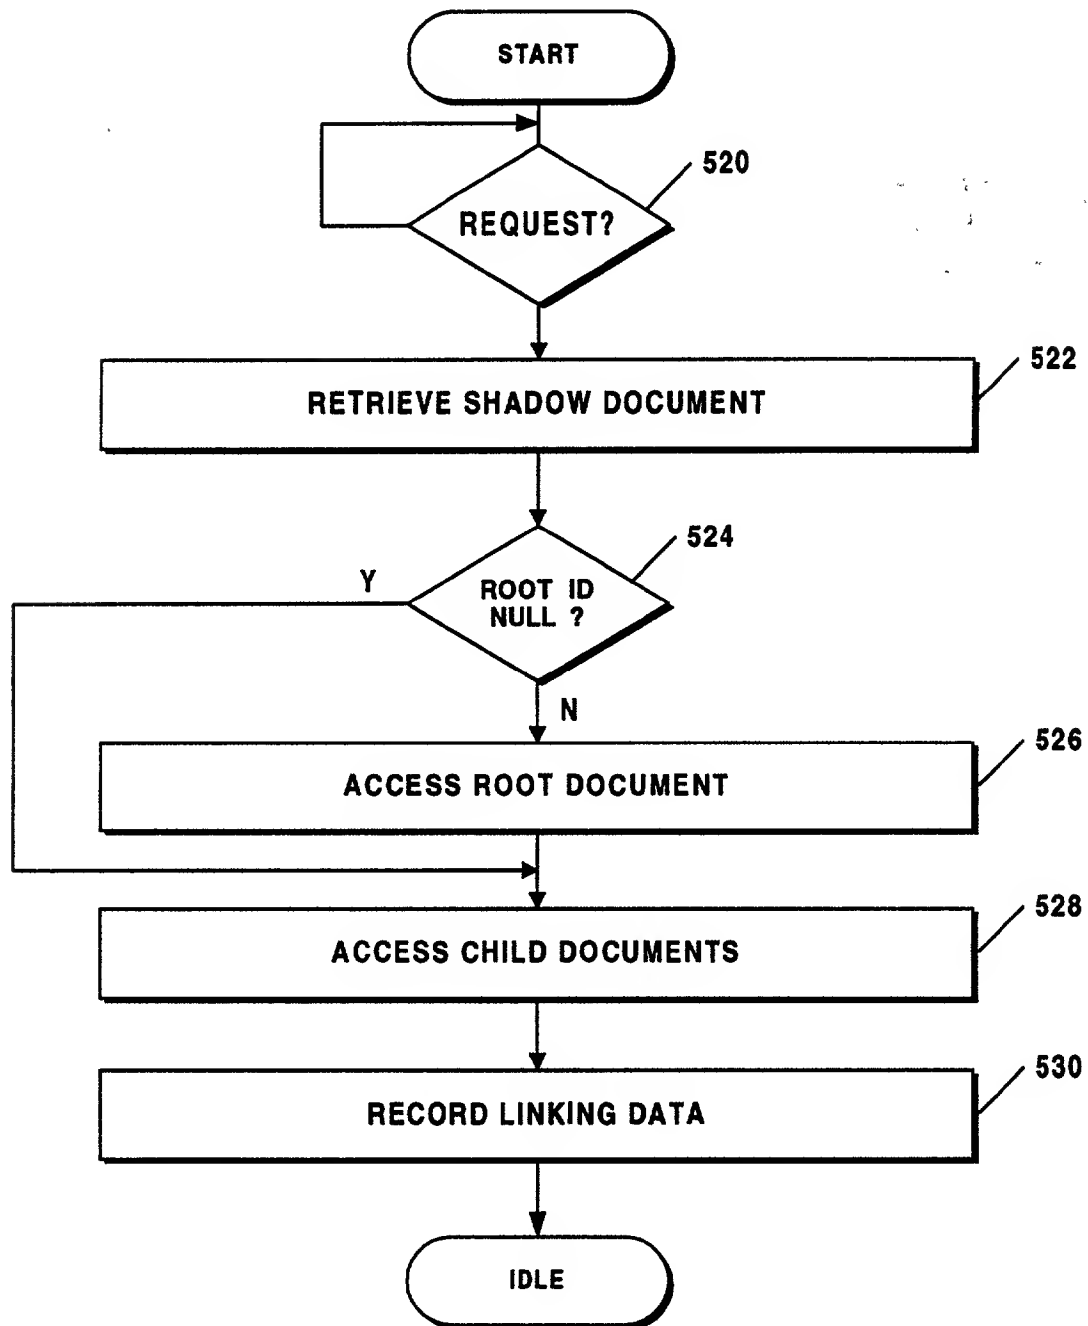 START
520
REQUEST?
522
RETRIEVE SHADOW DOCUMENT
524
Y
ROOT ID
NULL ?
N
526
ACCESS ROOT DOCUMENT
528
ACCESS CHILD DOCUMENTS
530
RECORD LINKING DATA
IDLE